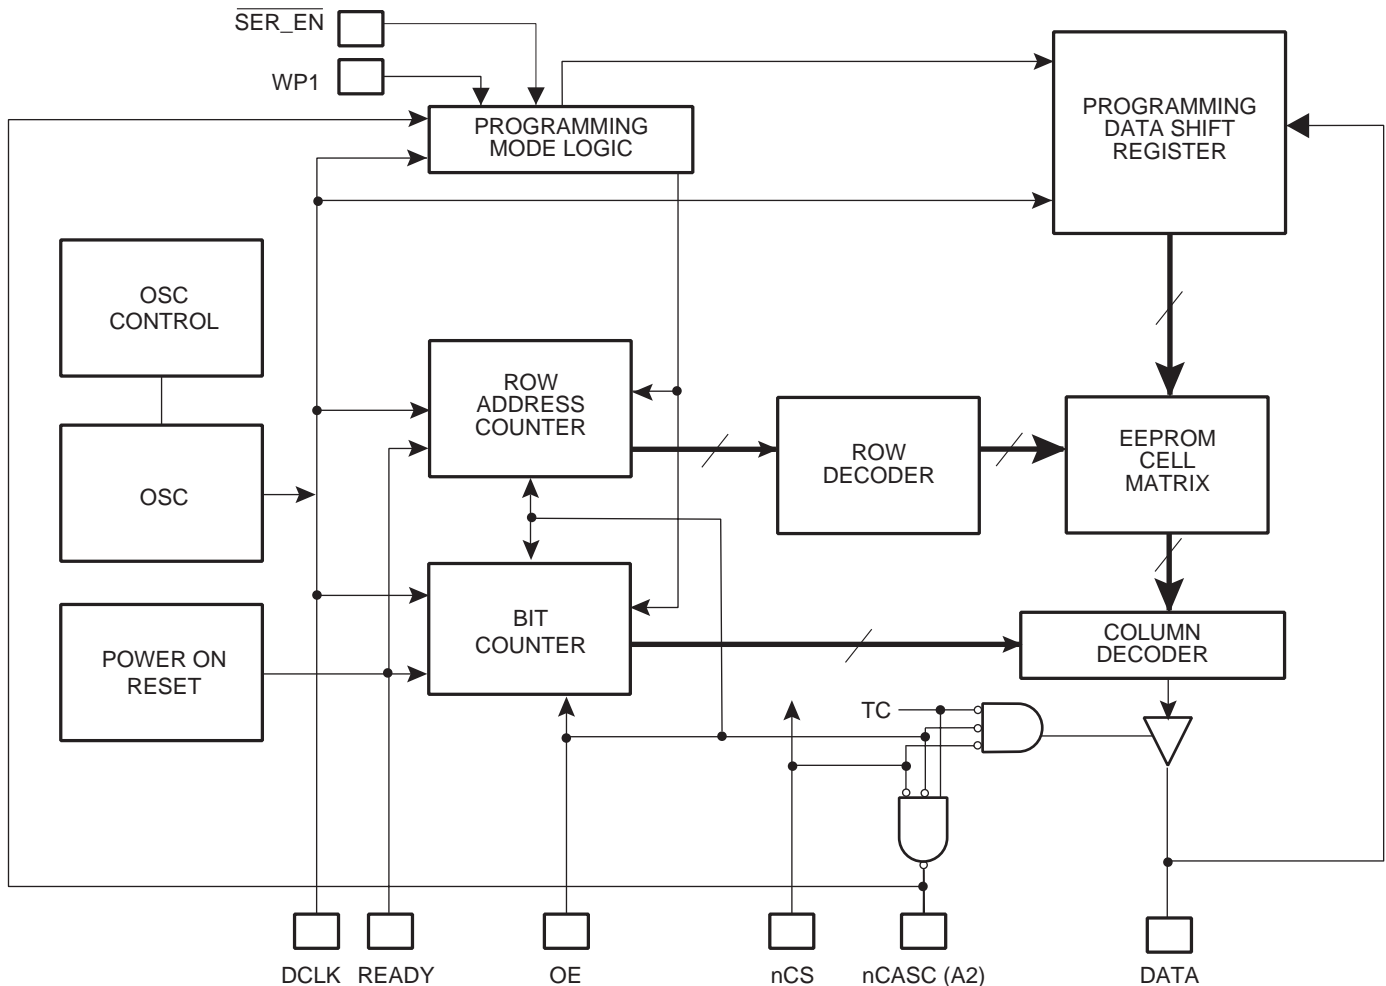 SER_EN
WP1
PROGRAMMING
MODE LOGIC
PROGRAMMING
DATA SHIFT
REGISTER
OSC
CONTROL
ROW
ADDRESS
COUNTER
ROW
DECODER
EEPROM
CELL
MATRIX
OSC
BIT
COUNTER
COLUMN
DECODER
POWER ON
RESET
TC
DCLK
READY
OE
nCS
nCASC (A2)
DATA